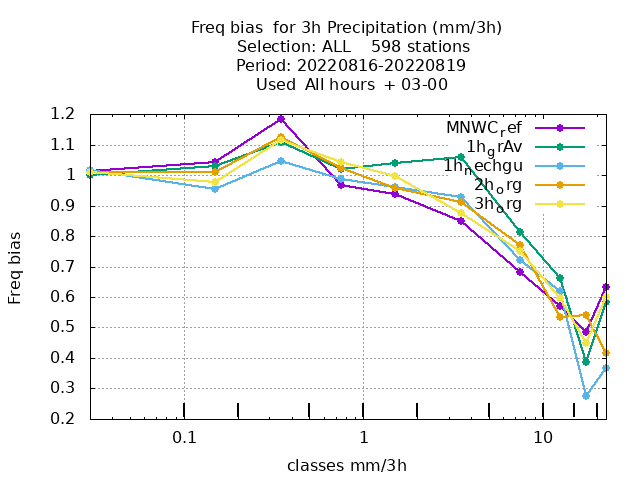 Freq bias  for 3h Precipitation (mm/3h)
Selection: ALL    598 stations
Period: 20220816-20220819
Used  All hours  + 03-00
MNWC_ref
1h_grAv
1h_nechgu
2h_org
3h_org
1.2
1.1
1
0.9
0.8
0.7
0.6
0.5
0.4
0.3
0.2
Freq bias
0.1
1
10
classes mm/3h